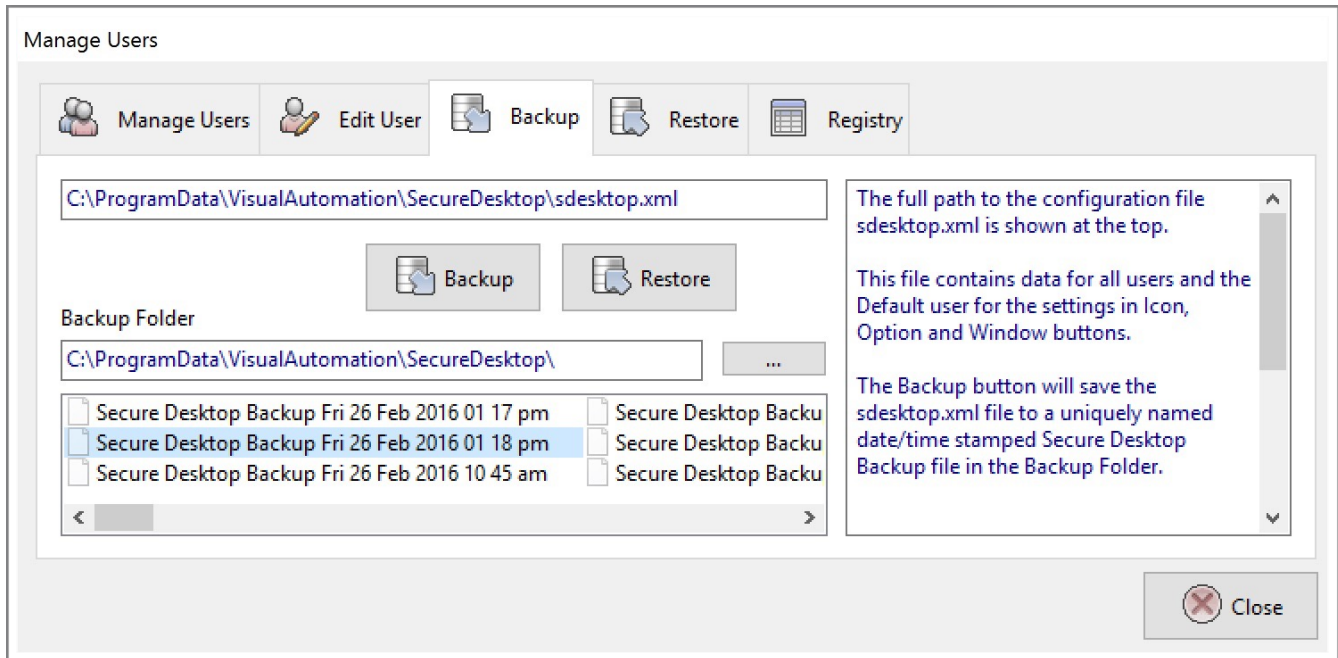 Manage Users
Manage Users
Edit User
Backup
Restore
Registry
C:\ProgramData\VisualAutomation\SecureDesktop\sdesktop.xml
Backup
Restore
Backup Folder
C:\ProgramData\VisualAutomation\SecureDesktop\
...
Secure Desktop Backup Fri 26 Feb 2016 01 17 pm
Secure Desktop Backup Fri 26 Feb 2016 01 18 pm
Secure Desktop Backup Fri 26 Feb 2016 10 45 am
Secure Desktop Backu
Secure Desktop Backu
Secure Desktop Backu
The full path to the configuration file
sdesktop.xml is shown at the top.
This file contains data for all users and the
Default user for the settings in Icon,
Option and Window buttons.
The Backup button will save the
sdesktop.xml file to a uniquely named
date/time stamped Secure Desktop
Backup file in the Backup Folder.
Close